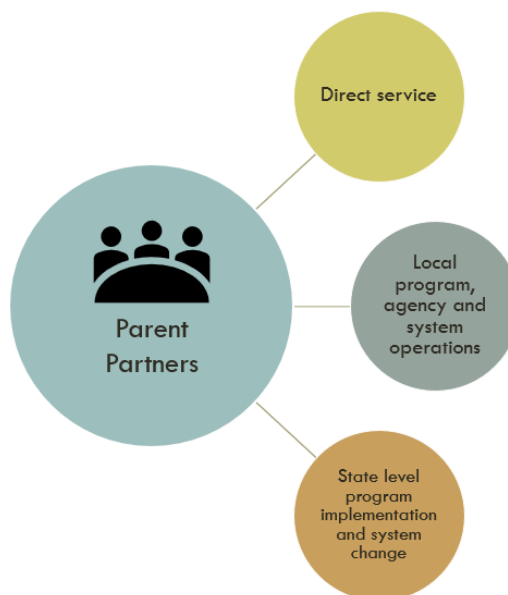 Direct service
Parent
Partners
Local
program,
agency and
system
operations
State level
program
implementation
and system
change